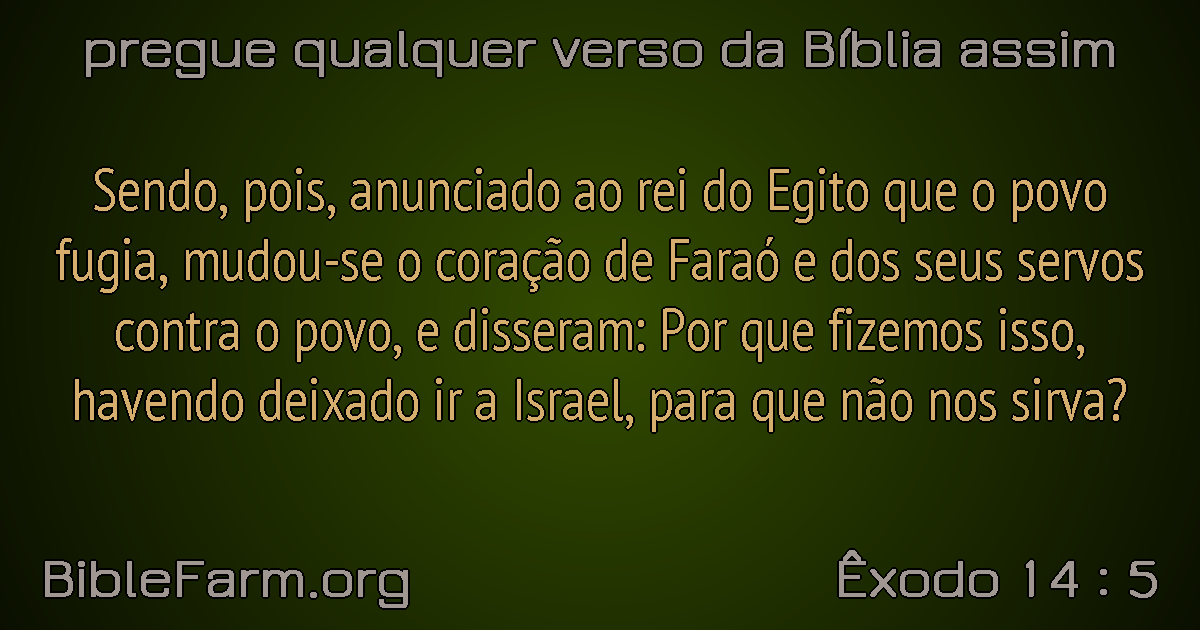 pregue qualquer verso da Bíblia assim
Sendo, pois, anunciado ao rei do Egito que o povo
fugia, mudou-se o coração de Faraó e dos seus servos
contra o povo, e disseram: Por que fizemos isso,
havendo deixado ir a Israel, para que não nos sirva?
BibleFarm.org
Êxodo 14 : 5